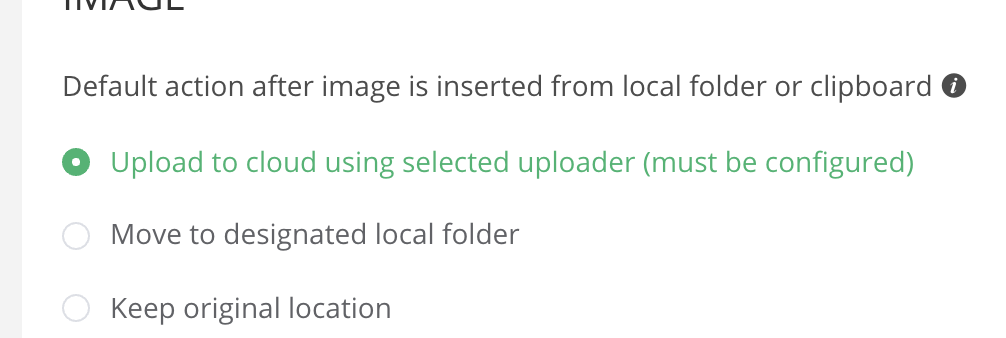 IMAGE
Default action after image is inserted from local folder or clipboard i
Upload to cloud using selected uploader (must be configured)
Move to designated local folder
Keep original location